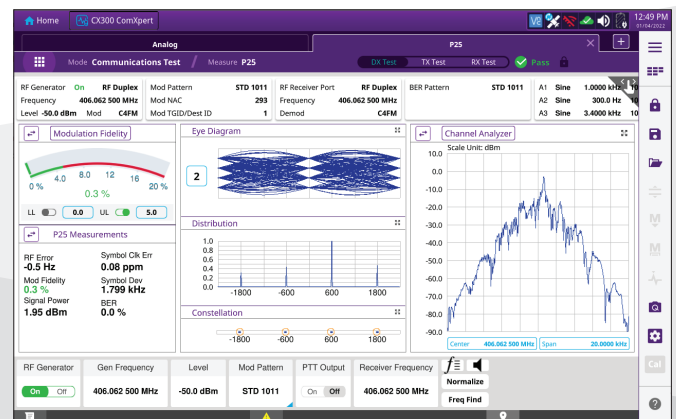 Home CX300 ComXpert 12:49 PM
01/04/2022
Analog P25
Mode Communications Test / Measure P25 DX Test TX Test RX Test Pass
RF Generator On RF Duplex Mod Pattern STD 1011 RF Receiver Port RF Duplex BER Pattern STD 1011 A1 Sine 1.0000 kHz 10
Frequency 406.062 500 MHz Mod NAC 293 Frequency 406.062 500 MHz A2 Sine 300.0 Hz 10
Level -50.0 dBm Mod C4FM Mod TGID/Dest ID 1 Demod C4FM A3 Sine 3.4000 kHz 10
Modulation Fidelity
0 % 4.0 8.0 12 16 20 %
0.3 %
LL 0.0 UL 5.0
P25 Measurements
RF Error
-0.5 Hz
Symbol Clk Err
0.08 ppm
Mod Fidelity
0.3 %
Symbol Dev
1.799 kHz
Signal Power
1.95 dBm
BER
0.0 %
Eye Diagram
2
Distribution
1.0
0.8
0.6
0.4
0.2
0.0
-1800 -600 600 1800
Constellation
-1800 -600 600 1800
Channel Analyzer
Scale Unit: dBm
10.0
0.0
-10.0
-20.0
-30.0
-40.0
-50.0
-60.0
-70.0
-80.0
-90.0
Center 406.062 500 MHz Span 20.0000 kHz
RF Generator Gen Frequency Level Mod Pattern PTT Output Receiver Frequency
On Off 406.062 500 MHz -50.0 dBm STD 1011 On Off 406.062 500 MHz
Normalize
Freq Find
Cal